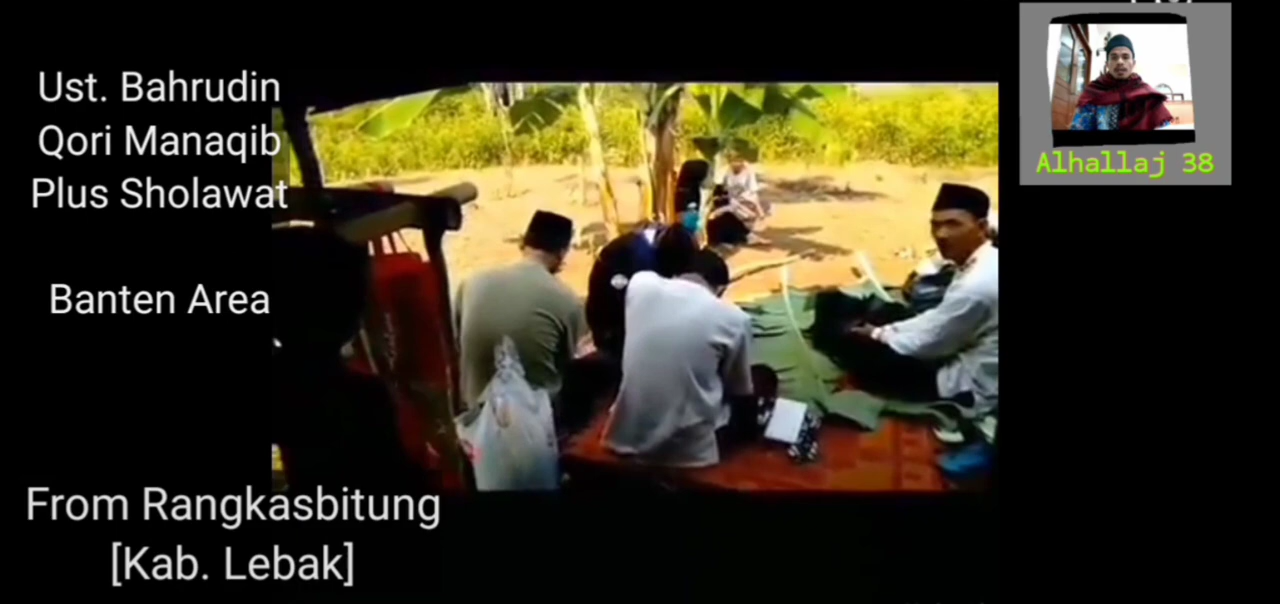 Ust. Bahrudin
Qori Manaqib
Plus Sholawat
Banten Area
From Rangkasbitung
[Kab. Lebak]
Alhallaj 38